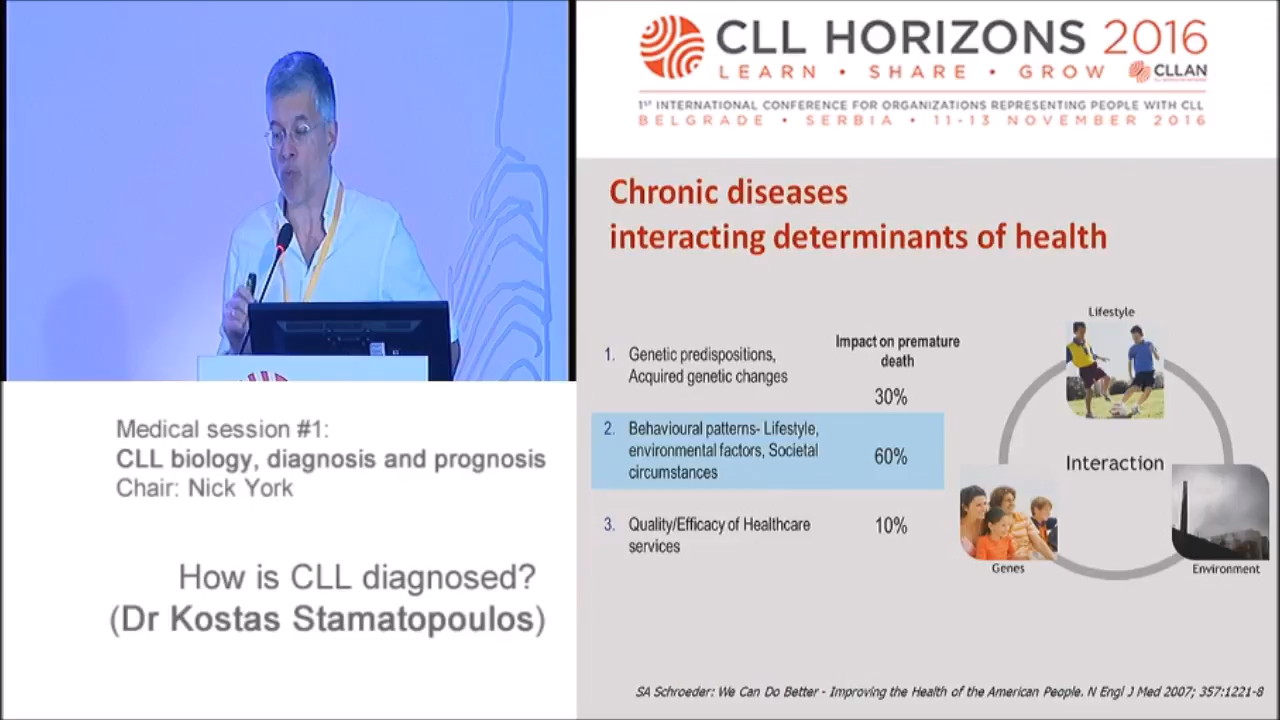 CLL HORIZONS 2016
LEARN • SHARE • GROW
CLLAN
1ST INTERNATIONAL CONFERENCE FOR ORGANIZATIONS REPRESENTING PEOPLE WITH CLL
BELGRADE • SERBIA • 11-13 NOVEMBER 2016
Chronic diseases
interacting determinants of health
Impact on premature
death
1. Genetic predispositions,
Acquired genetic changes
30%
2. Behavioural patterns- Lifestyle,
environmental factors, Societal
circumstances
60%
3. Quality/Efficacy of Healthcare
services
10%
Lifestyle
Interaction
Genes
Environment
SA Schroeder: We Can Do Better - Improving the Health of the American People. N Engl J Med 2007; 357:1221-8
Medical session #1:
CLL biology, diagnosis and prognosis
Chair: Nick York
How is CLL diagnosed?
(Dr Kostas Stamatopoulos)